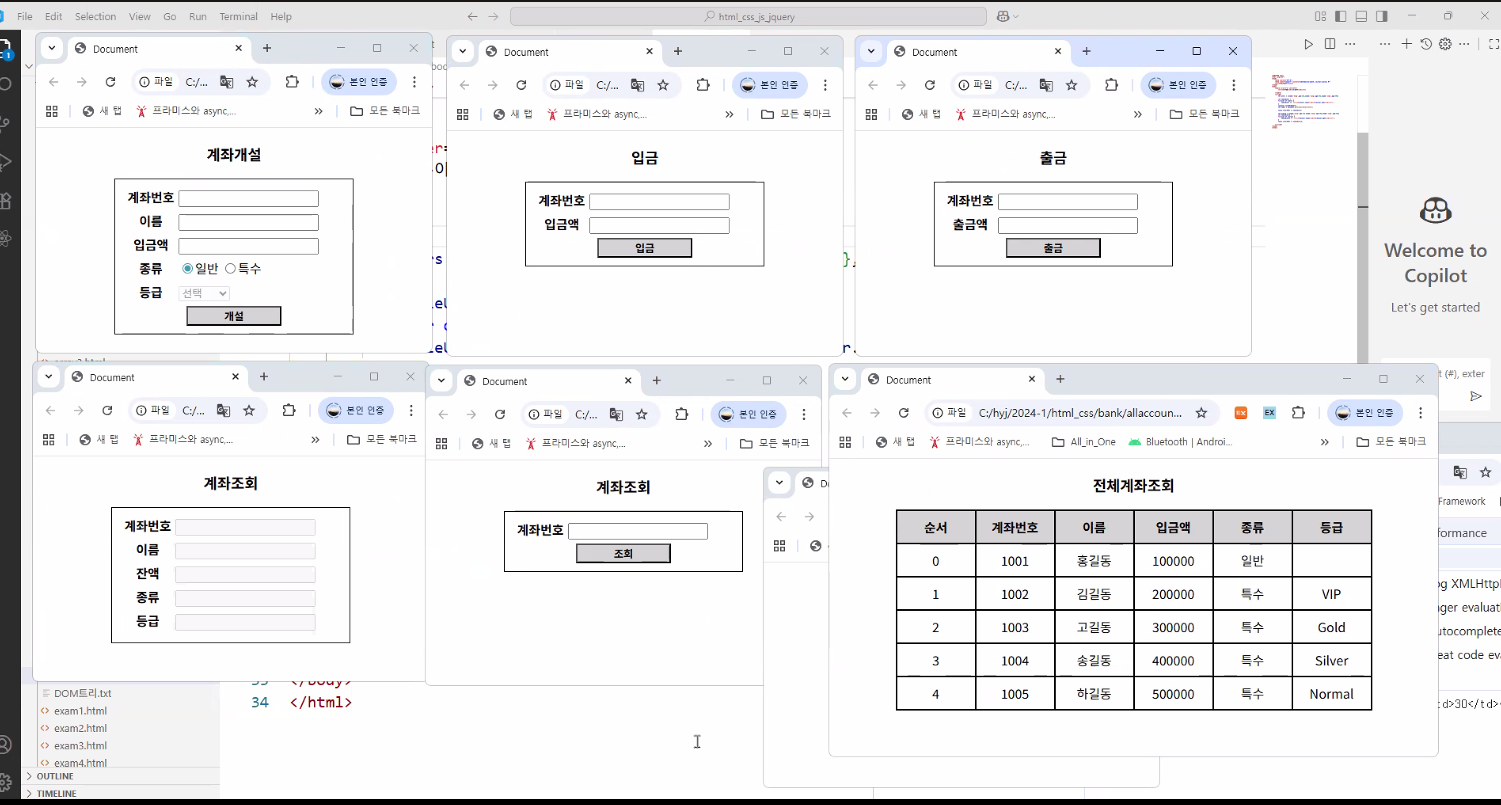 File Edit Selection View Go Run Terminal Help
html_css_js_jquery
Document
파일 C:/...
본인 인증
새 탭 프라미스와 async,... » 모든 북마크
계좌개설
계좌번호
이름
입금액
종류 일반 특수
등급 선택
개설
Document
파일 C:/...
본인 인증
새 탭 프라미스와 async,... » 모든 북마크
입금
계좌번호
입금액
입금
Document
파일 C:/...
본인 인증
새 탭 프라미스와 async,... » 모든 북마크
출금
계좌번호
출금액
출금
Welcome to
Copilot
Let's get started
Document
파일 C:/...
본인 인증
새 탭 프라미스와 async,... » 모든 북마크
계좌조회
계좌번호
이름
잔액
종류
등급
Document
파일 C:/...
본인 인증
새 탭 프라미스와 async,... » 모든 북마크
계좌조회
계좌번호
조회
Document
파일 C:/hyj/2024-1/html_css/bank/allaccoun...
본인 인증
새 탭 프라미스와 async,... All_in_One Bluetooth | Androi... » 모든 북마크
전체계좌조회
순서 계좌번호 이름 입금액 종류 등급
0 1001 홍길동 100000 일반
1 1002 김길동 200000 특수 VIP
2 1003 고길동 300000 특수 Gold
3 1004 송길동 400000 특수 Silver
4 1005 하길동 500000 특수 Normal
34 </html>
DOM트리.txt
exam1.html
exam2.html
exam3.html
exam4.html
OUTLINE
TIMELINE